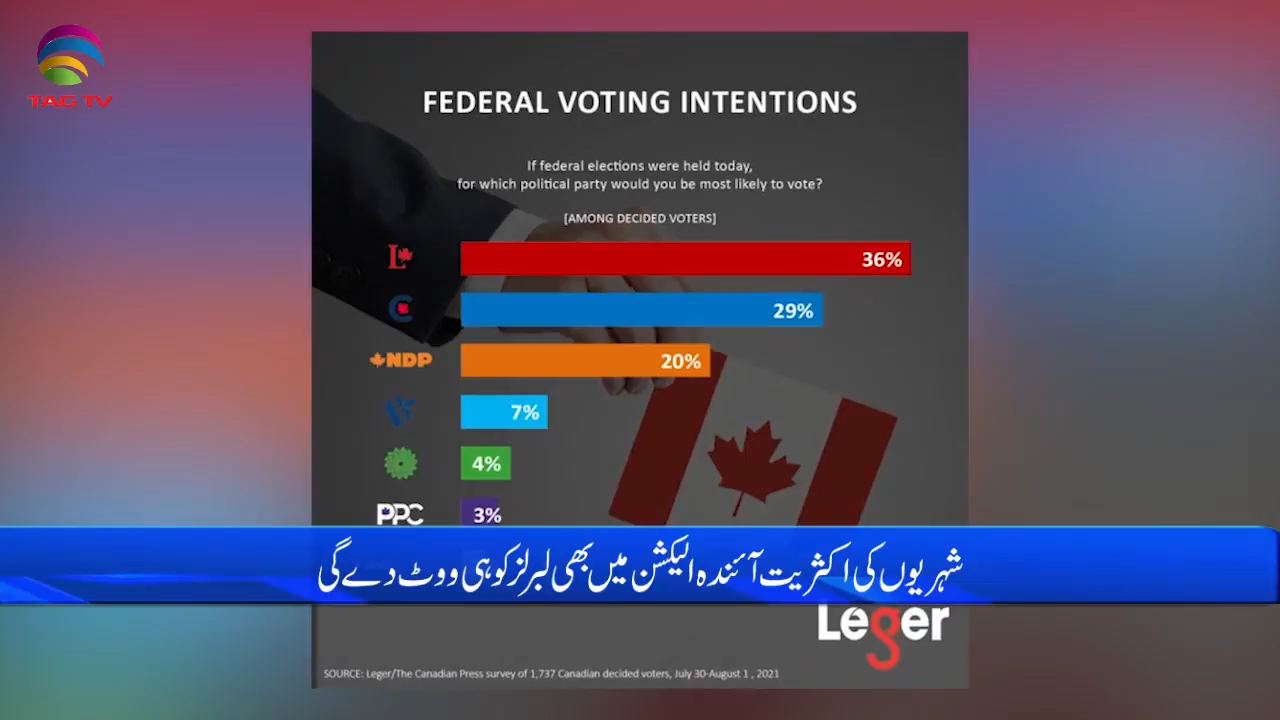 TAG TV
FEDERAL VOTING INTENTIONS
If federal elections were held today,
for which political party would you be most likely to vote?
[AMONG DECIDED VOTERS]
L 36%
C 29%
NDP 20%
7%
4%
PPC 3%
شہریوں کی اکثریت آئندہ الیکشن میں بھی لبرلز کو ہی ووٹ دے گی
Leger
SOURCE: Leger/The Canadian Press survey of 1,737 Canadian decided voters, July 30-August 1 , 2021